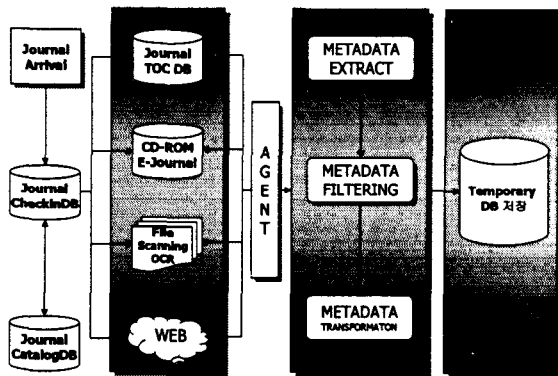 Journal
Arrival
Journal
CheckinDB
Journal
CatalogDB
Journal
TOC DB
CD-ROM
E-Journal
File
Scanning
OCR
WEB
A
G
E
N
T
METADATA
EXTRACT
METADATA
FILTERING
METADATA
TRANSFORMATON
Temporary
DB 저장